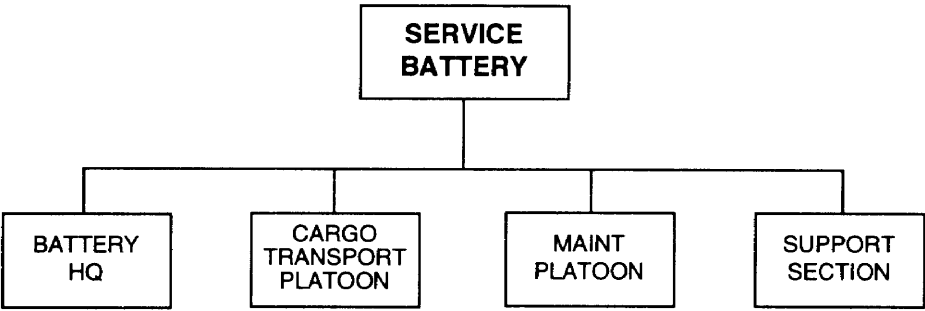 SERVICE
BATTERY
BATTERY
HQ
CARGO
TRANSPORT
PLATOON
MAINT
PLATOON
SUPPORT
SECTION